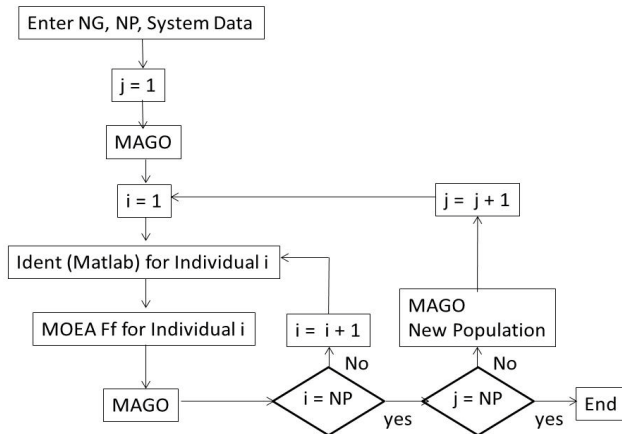 Enter NG, NP, System Data
j = 1
MAGO
i = 1
j = j + 1
Ident (Matlab) for Individual i
MOEA Ff for Individual i
i = i + 1
MAGO
New Population
No
No
MAGO
i = NP
yes
j = NP
yes
End